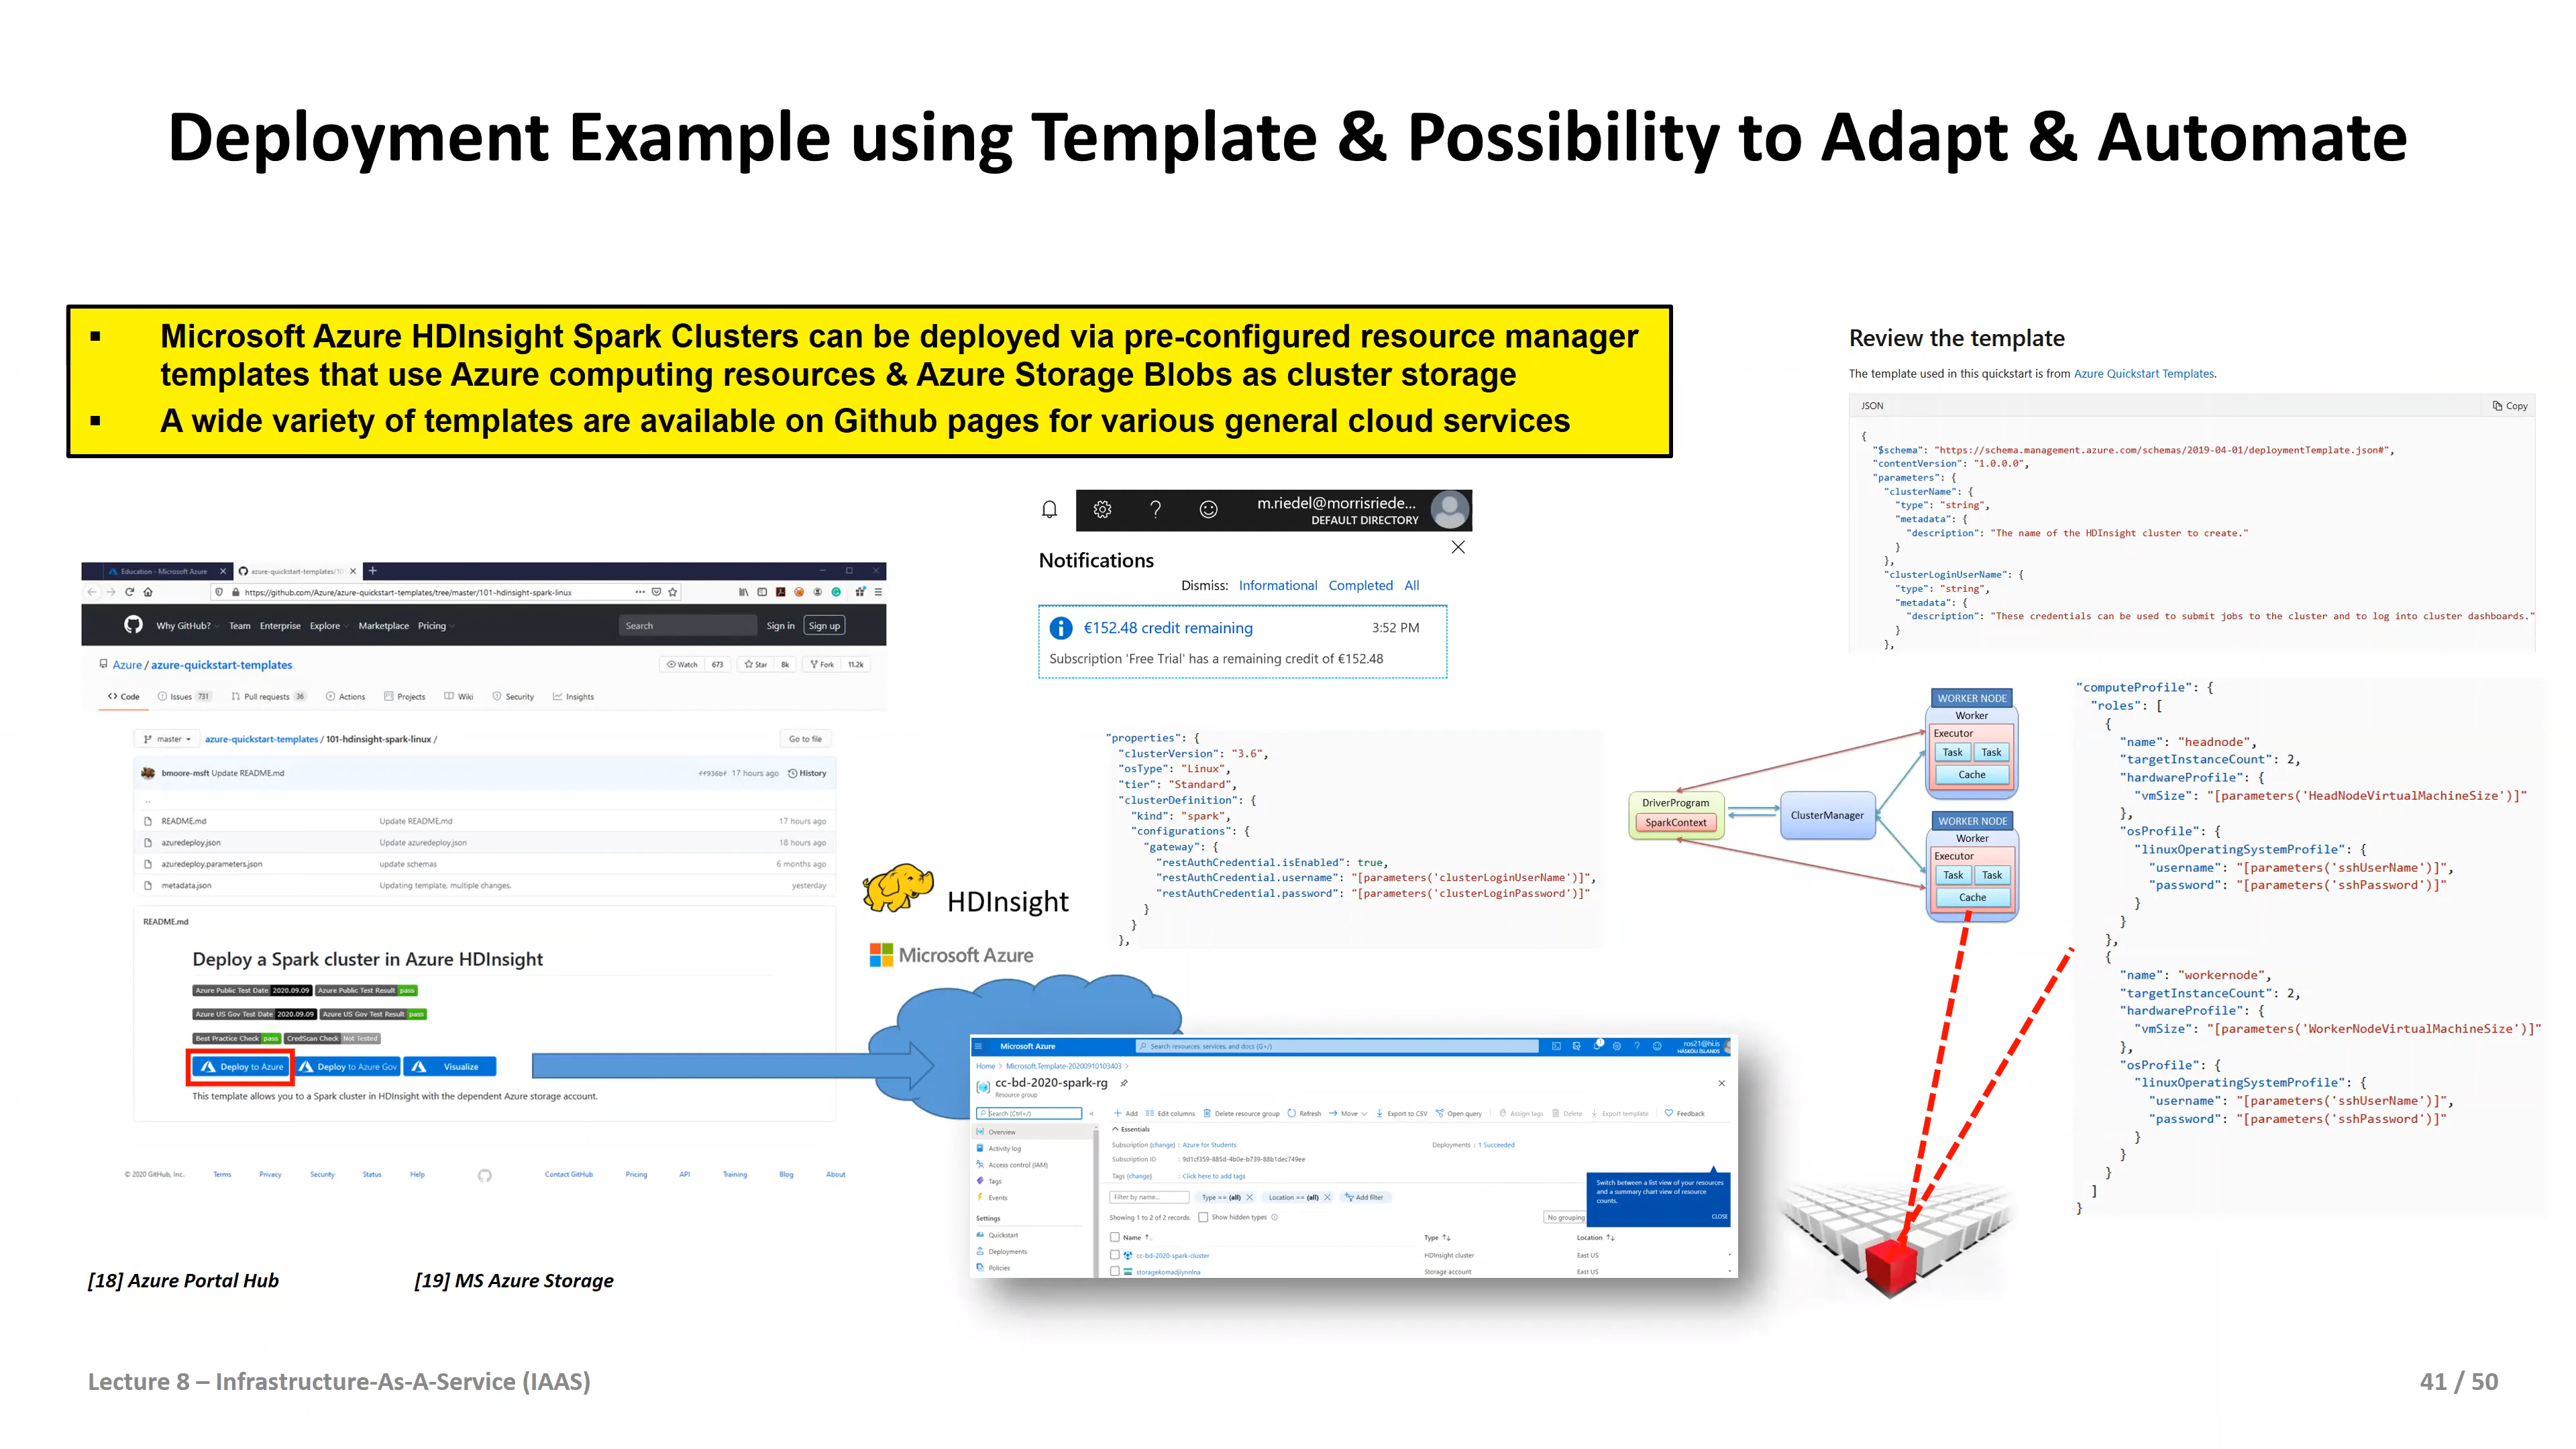 Deployment Example using Template & Possibility to Adapt & Automate
▪ Microsoft Azure HDInsight Spark Clusters can be deployed via pre-configured resource manager
templates that use Azure computing resources & Azure Storage Blobs as cluster storage
▪ A wide variety of templates are available on Github pages for various general cloud services
Review the template
The template used in this quickstart is from Azure Quickstart Templates.
JSON
Copy
{
"$schema": "https://schema.management.azure.com/schemas/2019-04-01/deploymentTemplate.json#",
"contentVersion": "1.0.0.0",
"parameters": {
"clusterName": {
"type": "string",
"metadata": {
"description": "The name of the HDInsight cluster to create."
}
},
"clusterLoginUserName": {
"type": "string",
"metadata": {
"description": "These credentials can be used to submit jobs to the cluster and to log into cluster dashboards."
}
},
m.riedel@morrisriede...
DEFAULT DIRECTORY
Notifications
Dismiss: Informational Completed All
€152.48 credit remaining 3:52 PM
Subscription 'Free Trial' has a remaining credit of €152.48
Education - Microsoft Azure
azure-quickstart-templates/10
https://github.com/Azure/azure-quickstart-templates/tree/master/101-hdinsight-spark-linux
Why GitHub? Team Enterprise Explore Marketplace Pricing Search Sign in Sign up
Azure / azure-quickstart-templates Watch 673 Star 8k Fork 11.2k
Code Issues 731 Pull requests 36 Actions Projects Wiki Security Insights
master azure-quickstart-templates / 101-hdinsight-spark-linux / Go to file
bmoore-msft Update README.md ff936bf 17 hours ago History
..
README.md Update README.md 17 hours ago
azuredeploy.json Update azuredeploy.json 18 hours ago
azuredeploy.parameters.json update schemas 6 months ago
metadata.json Updating template, multiple changes. yesterday
README.md
Deploy a Spark cluster in Azure HDInsight
Azure Public Test Date 2020.09.09 Azure Public Test Result pass
Azure US Gov Test Date 2020.09.09 Azure US Gov Test Result pass
Best Practice Check pass CredScan Check Not Tested
Deploy to Azure Deploy to Azure Gov Visualize
This template allows you to a Spark cluster in HDInsight with the dependent Azure storage account.
© 2020 GitHub, Inc. Terms Privacy Security Status Help Contact GitHub Pricing API Training Blog About
"properties": {
"clusterVersion": "3.6",
"osType": "Linux",
"tier": "Standard",
"clusterDefinition": {
"kind": "spark",
"configurations": {
"gateway": {
"restAuthCredential.isEnabled": true,
"restAuthCredential.username": "[parameters('clusterLoginUserName')]",
"restAuthCredential.password": "[parameters('clusterLoginPassword')]"
}
}
},
HDInsight
Microsoft Azure
WORKER NODE
Worker
Executor
Task Task
Cache
DriverProgram
SparkContext
ClusterManager
WORKER NODE
Worker
Executor
Task Task
Cache
"computeProfile": {
"roles": [
{
"name": "headnode",
"targetInstanceCount": 2,
"hardwareProfile": {
"vmSize": "[parameters('HeadNodeVirtualMachineSize')]"
},
"osProfile": {
"linuxOperatingSystemProfile": {
"username": "[parameters('sshUserName')]",
"password": "[parameters('sshPassword')]"
}
}
},
{
"name": "workernode",
"targetInstanceCount": 2,
"hardwareProfile": {
"vmSize": "[parameters('WorkerNodeVirtualMachineSize')]"
},
"osProfile": {
"linuxOperatingSystemProfile": {
"username": "[parameters('sshUserName')]",
"password": "[parameters('sshPassword')]"
}
}
}
]
}
Microsoft Azure Search resources, services, and docs (G+/) ros21@hi.is
HÁSKÓLI ÍSLANDS
Home > Microsoft.Template-20200910103403 >
cc-bd-2020-spark-rg
Resource group
Search (Ctrl+/) « Add Edit columns Delete resource group Refresh Move Export to CSV Open query Assign tags Delete Export template Feedback
Overview
Activity log
Access control (IAM)
Tags
Events
Settings
Quickstart
Deployments
Policies
Essentials
Subscription (change) : Azure for Students Deployments : 1 Succeeded
Subscription ID : 9d1cf359-885d-4b0e-b739-88b1dec749ee
Tags (change) : Click here to add tags
Filter by name... Type == (all) Location == (all) Add filter
Showing 1 to 2 of 2 records. Show hidden types No grouping
Switch between a list view of your resources
and a summary chart view of resource
counts.
CLOSE
Name ↑ Type ↑↓ Location ↑↓
cc-bd-2020-spark-cluster HDInsight cluster East US
storagekomadjiynnlna Storage account East US
[18] Azure Portal Hub [19] MS Azure Storage
Lecture 8 – Infrastructure-As-A-Service (IAAS) 41 / 50